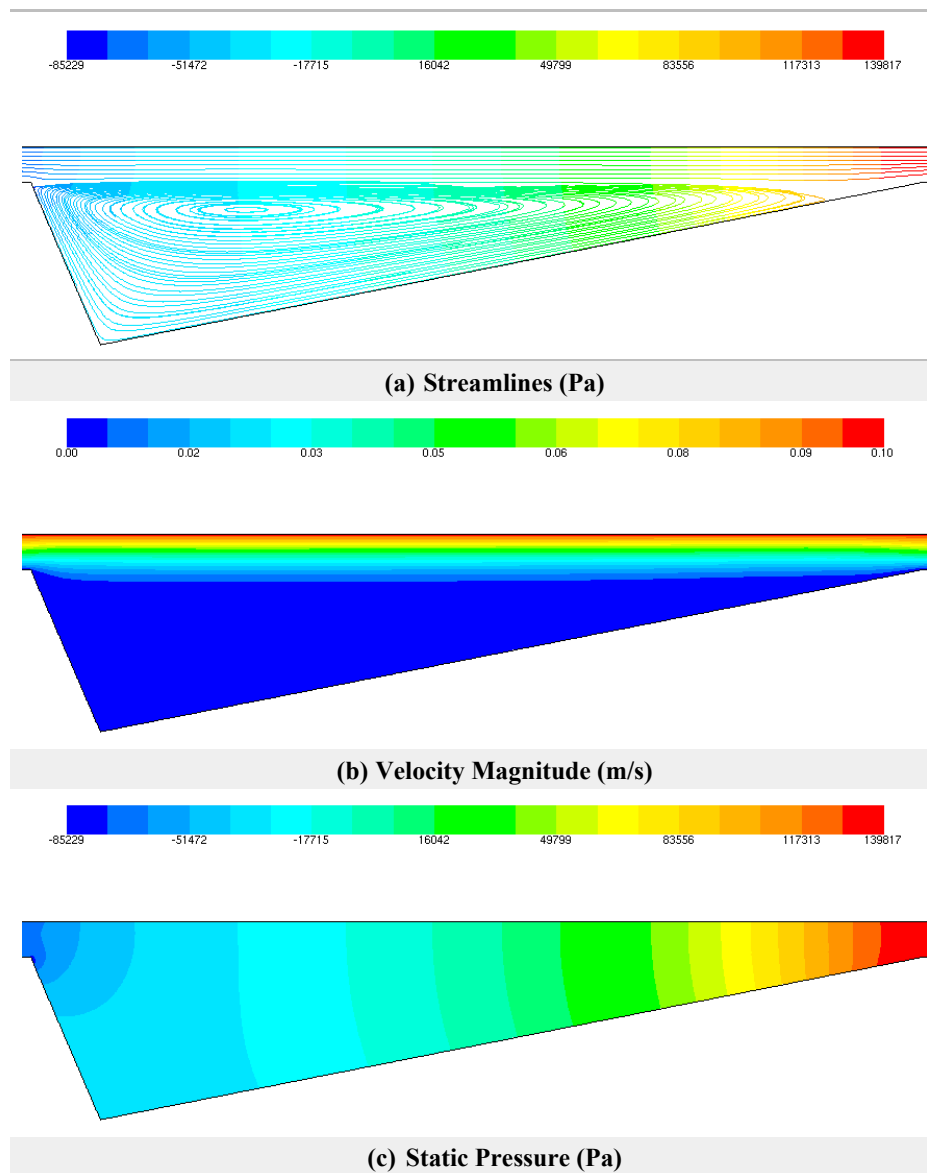 -85229 -51472 -17715 16042 49799 83556 117313 139817
(a) Streamlines (Pa)
0.00 0.02 0.03 0.05 0.06 0.08 0.09 0.10
(b) Velocity Magnitude (m/s)
-85229 -51472 -17715 16042 49799 83556 117313 139817
(c) Static Pressure (Pa)